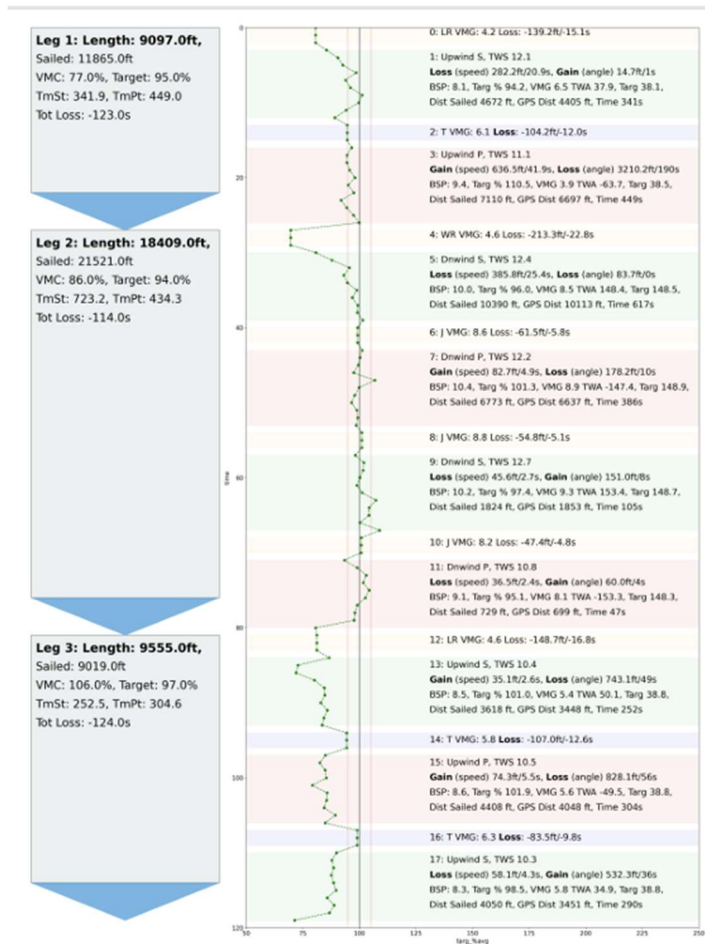 Leg 1: Length: 9097.0ft,
Sailed: 11865.0ft
VMC: 77.0%, Target: 95.0%
TmSt: 341.9, TmPt: 449.0
Tot Loss: -123.0s
Leg 2: Length: 18409.0ft,
Sailed: 21521.0ft
VMC: 86.0%, Target: 94.0%
TmSt: 723.2, TmPt: 434.3
Tot Loss: -114.0s
Leg 3: Length: 9555.0ft,
Sailed: 9019.0ft
VMC: 106.0%, Target: 97.0%
TmSt: 252.5, TmPt: 304.6
Tot Loss: -124.0s
0
20
40
60
80
100
120
time
0: LR VMG: 4.2 Loss: -139.2ft/-15.1s
1: Upwind S, TWS 12.1
Loss (speed) 282.2ft/20.9s, Gain (angle) 14.7ft/1s
BSP: 8.1, Targ % 94.2, VMG 6.5 TWA 37.9, Targ 38.1,
Dist Sailed 4672 ft, GPS Dist 4405 ft, Time 341s
2: T VMG: 6.1 Loss: -104.2ft/-12.0s
3: Upwind P, TWS 11.1
Gain (speed) 636.5ft/41.9s, Loss (angle) 3210.2ft/190s
BSP: 9.4, Targ % 110.5, VMG 3.9 TWA -63.7, Targ 38.5,
Dist Sailed 7110 ft, GPS Dist 6697 ft, Time 449s
4: WR VMG: 4.6 Loss: -213.3ft/-22.8s
5: Dnwind S, TWS 12.4
Loss (speed) 385.8ft/25.4s, Loss (angle) 83.7ft/0s
BSP: 10.0, Targ % 96.0, VMG 8.5 TWA 148.4, Targ 148.5,
Dist Sailed 10390 ft, GPS Dist 10113 ft, Time 617s
6: J VMG: 8.6 Loss: -61.5ft/-5.8s
7: Dnwind P, TWS 12.2
Gain (speed) 82.7ft/4.9s, Loss (angle) 178.2ft/10s
BSP: 10.4, Targ % 101.3, VMG 8.9 TWA -147.4, Targ 148.9,
Dist Sailed 6773 ft, GPS Dist 6637 ft, Time 386s
8: J VMG: 8.8 Loss: -54.8ft/-5.1s
9: Dnwind S, TWS 12.7
Loss (speed) 45.6ft/2.7s, Gain (angle) 151.0ft/8s
BSP: 10.2, Targ % 97.4, VMG 9.3 TWA 153.4, Targ 148.7,
Dist Sailed 1824 ft, GPS Dist 1853 ft, Time 105s
10: J VMG: 8.2 Loss: -47.4ft/-4.8s
11: Dnwind P, TWS 10.8
Loss (speed) 36.5ft/2.4s, Gain (angle) 60.0ft/4s
BSP: 9.1, Targ % 95.1, VMG 8.1 TWA -153.3, Targ 148.3,
Dist Sailed 729 ft, GPS Dist 699 ft, Time 47s
12: LR VMG: 4.6 Loss: -148.7ft/-16.8s
13: Upwind S, TWS 10.4
Gain (speed) 35.1ft/2.6s, Loss (angle) 743.1ft/49s
BSP: 8.5, Targ % 101.0, VMG 5.4 TWA 50.1, Targ 38.8,
Dist Sailed 3618 ft, GPS Dist 3448 ft, Time 252s
14: T VMG: 5.8 Loss: -107.0ft/-12.6s
15: Upwind P, TWS 10.5
Gain (speed) 74.3ft/5.5s, Loss (angle) 828.1ft/56s
BSP: 8.6, Targ % 101.9, VMG 5.6 TWA -49.5, Targ 38.8,
Dist Sailed 4408 ft, GPS Dist 4048 ft, Time 304s
16: T VMG: 6.3 Loss: -83.5ft/-9.8s
17: Upwind S, TWS 10.3
Loss (speed) 58.1ft/4.3s, Gain (angle) 532.3ft/36s
BSP: 8.3, Targ % 98.5, VMG 5.8 TWA 34.9, Targ 38.8,
Dist Sailed 4050 ft, GPS Dist 3451 ft, Time 290s
50 75 100 125 150 175 200 225 250
targ_%avg